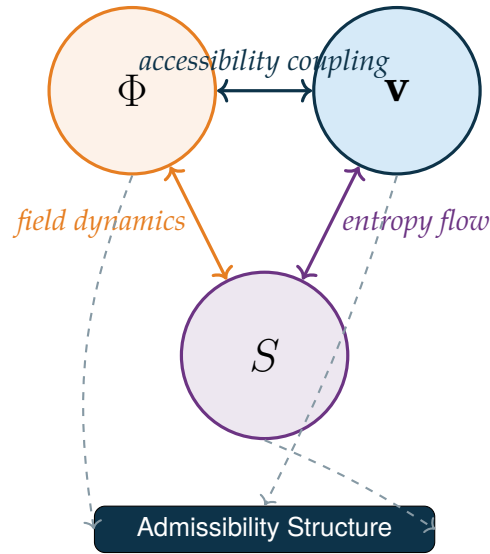 accessibility coupling
Φ
v
field dynamics
entropy flow
S
Admissibility Structure